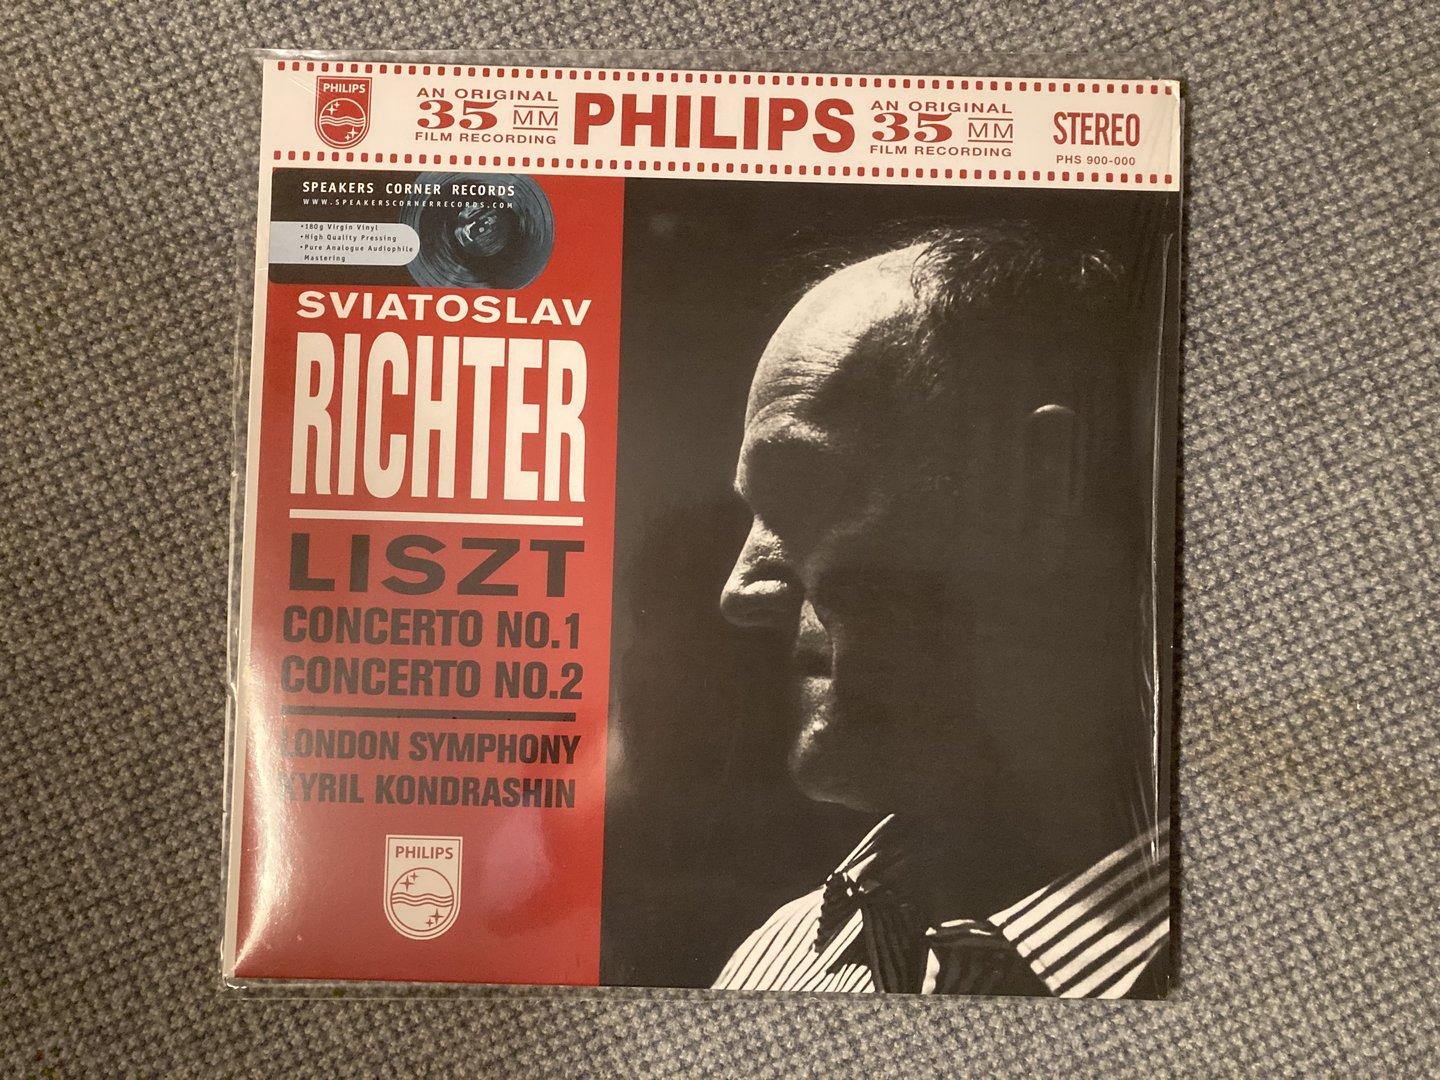 PHILIPS
AN ORIGINAL
35 MM
FILM RECORDING
PHILIPS
AN ORIGINAL
35 MM
FILM RECORDING
STEREO
PHS 900-000
SPEAKERS CORNER RECORDS
WWW.SPEAKERSCORNERRECORDS.COM
•180g Virgin Vinyl
•High Quality Pressing
•Pure Analogue Audiophile
Mastering
SVIATOSLAV
RICHTER
LISZT
CONCERTO NO.1
CONCERTO NO.2
LONDON SYMPHONY
KYRIL KONDRASHIN
PHILIPS